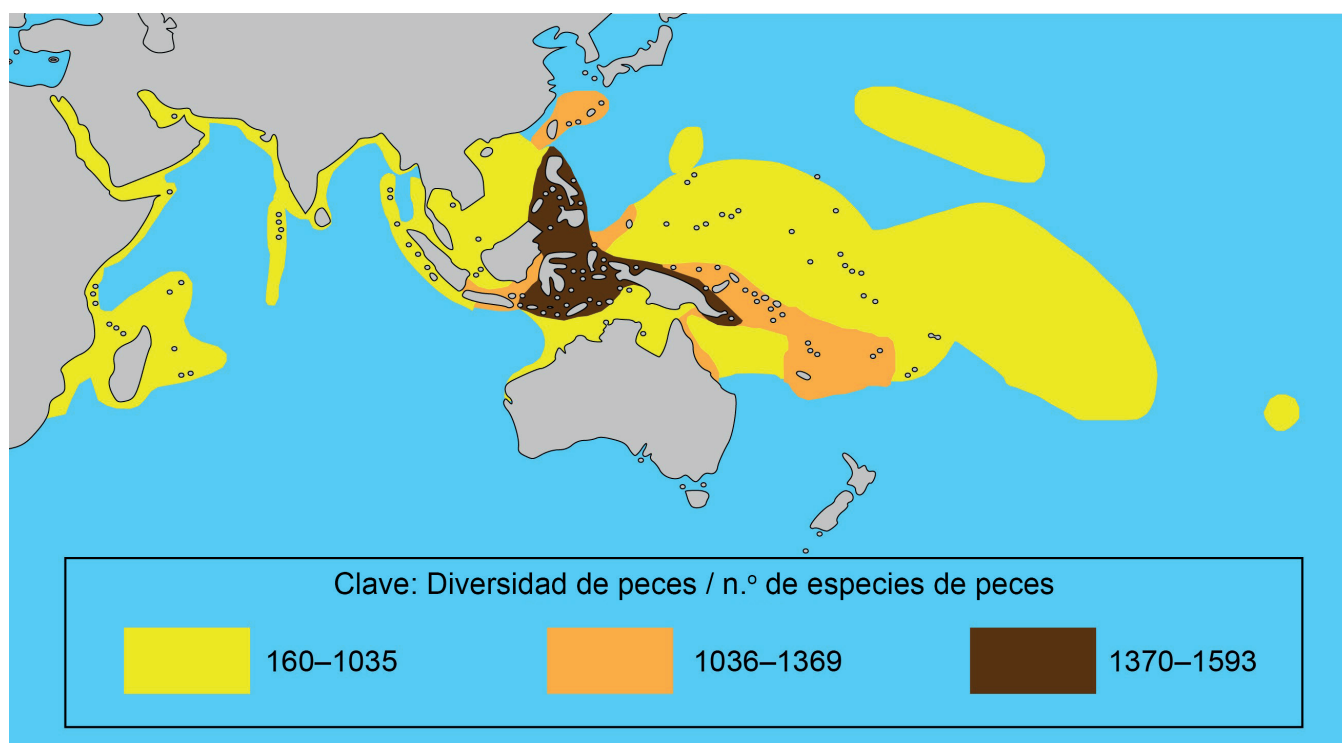 Clave: Diversidad de peces / n.º de especies de peces
160–1035
1036–1369
1370–1593